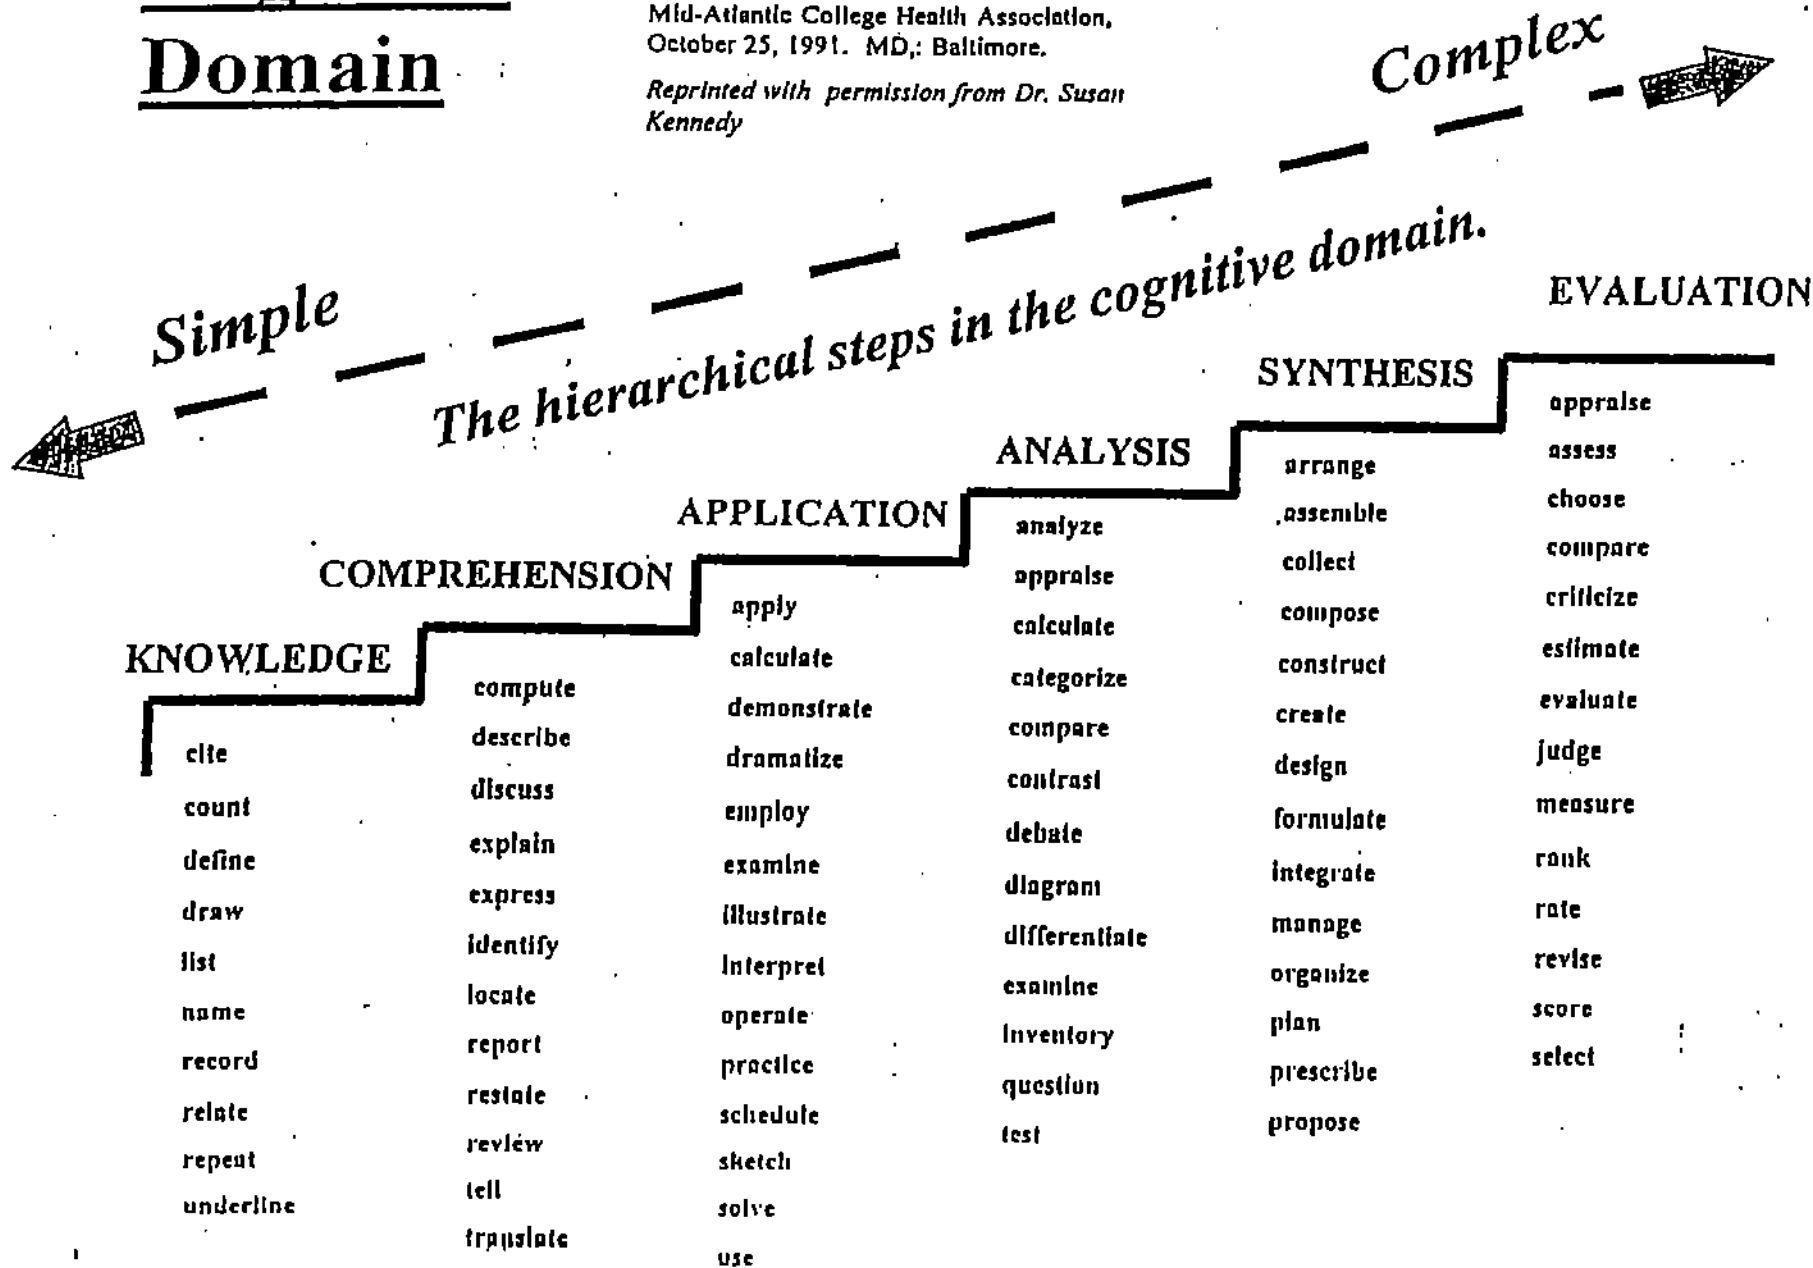 Domain
Mid-Atlantic College Health Association,
October 25, 1991. MD,: Baltimore.
Reprinted with permission from Dr. Susan
Kennedy
Complex
Simple
The hierarchical steps in the cognitive domain.
KNOWLEDGE
cite
count
define
draw
list
name
record
relate
repeat
underline
COMPREHENSION
compute
describe
discuss
explain
express
identify
locate
report
restate
review
tell
translate
APPLICATION
apply
calculate
demonstrate
dramatize
employ
examine
illustrate
interpret
operate
practice
schedule
sketch
solve
use
ANALYSIS
analyze
appraise
calculate
categorize
compare
contrast
debate
diagram
differentiate
examine
inventory
question
test
SYNTHESIS
arrange
assemble
collect
compose
construct
create
design
formulate
integrate
manage
organize
plan
prescribe
propose
EVALUATION
appraise
assess
choose
compare
criticize
estimate
evaluate
judge
measure
rank
rate
revise
score
select